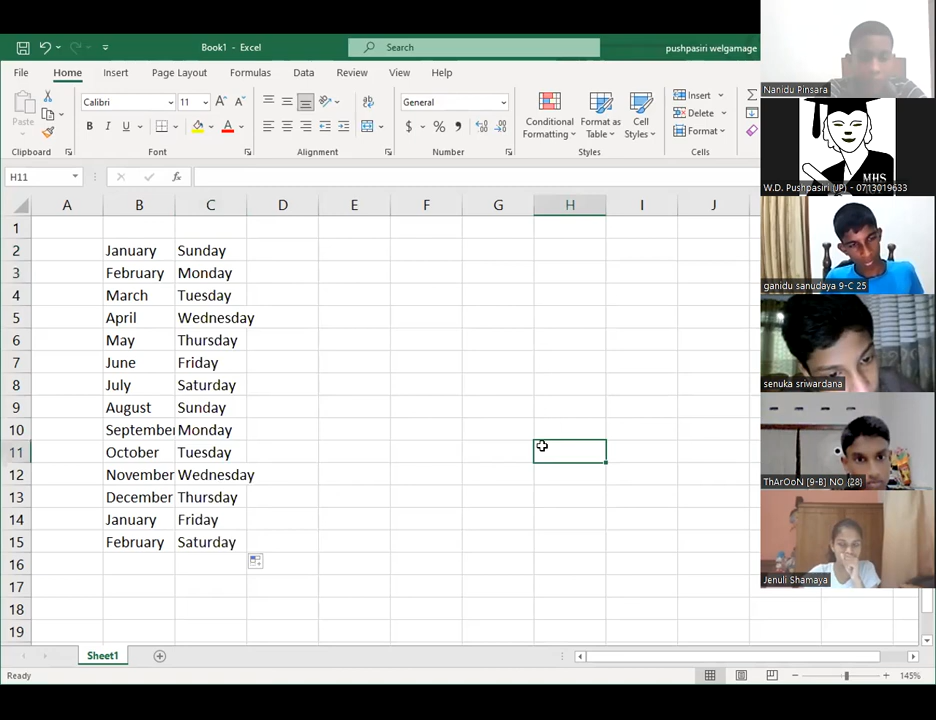 Book1 - Excel
Search
pushpasiri welgamage
File Home Insert Page Layout Formulas Data Review View Help
Calibri 11 General
Insert
Paste
Conditional Formatting
Format as Table
Cell Styles
Delete
Format
B I U
$ % ,
Clipboard Font Alignment Number Styles Cells
H11 fx
A B C D E F G H I J
1
2 January Sunday
3 February Monday
4 March Tuesday
5 April Wednesday
6 May Thursday
7 June Friday
8 July Saturday
9 August Sunday
10 September Monday
11 October Tuesday
12 November Wednesday
13 December Thursday
14 January Friday
15 February Saturday
16
17
18
19
Sheet1
Ready
145%
Nanidu Pinsara
MHS
W.D. Pushpasiri (JP) - 0713019633
ganidu sanudaya 9-C 25
senuka sriwardana
ThArOoN [9-B] NO (28)
Jenuli Shamaya